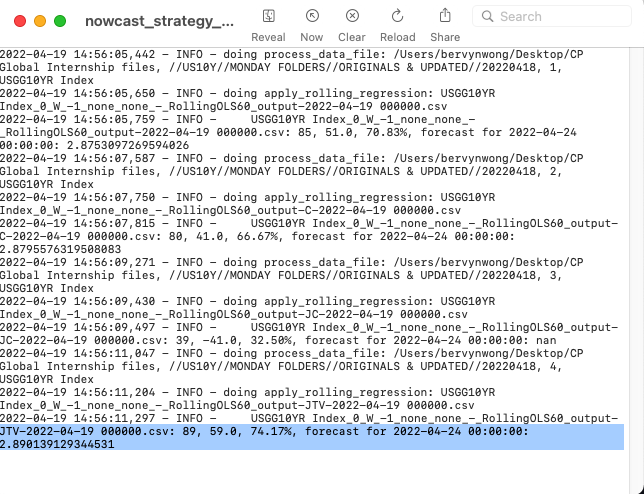 nowcast_strategy_...
Reveal
Now
Clear
Reload
Share
Search
2022-04-19 14:56:05,442 - INFO - doing process_data_file: /Users/bervynwong/Desktop/CP
Global Internship files, //US10Y//MONDAY FOLDERS//ORIGINALS & UPDATED//20220418, 1,
USGG10YR Index
2022-04-19 14:56:05,650 - INFO - doing apply_rolling_regression: USGG10YR
Index_0_W_-1_none_none_-_RollingOLS60_output-2022-04-19 000000.csv
2022-04-19 14:56:05,759 - INFO -     USGG10YR Index_0_W_-1_none_none_-
_RollingOLS60_output-2022-04-19 000000.csv: 85, 51.0, 70.83%, forecast for 2022-04-24
00:00:00: 2.8753097269594026
2022-04-19 14:56:07,587 - INFO - doing process_data_file: /Users/bervynwong/Desktop/CP
Global Internship files, //US10Y//MONDAY FOLDERS//ORIGINALS & UPDATED//20220418, 2,
USGG10YR Index
2022-04-19 14:56:07,750 - INFO - doing apply_rolling_regression: USGG10YR
Index_0_W_-1_none_none_-_RollingOLS60_output-C-2022-04-19 000000.csv
2022-04-19 14:56:07,815 - INFO -     USGG10YR Index_0_W_-1_none_none_-_RollingOLS60_output-
C-2022-04-19 000000.csv: 80, 41.0, 66.67%, forecast for 2022-04-24 00:00:00:
2.8795576319508083
2022-04-19 14:56:09,271 - INFO - doing process_data_file: /Users/bervynwong/Desktop/CP
Global Internship files, //US10Y//MONDAY FOLDERS//ORIGINALS & UPDATED//20220418, 3,
USGG10YR Index
2022-04-19 14:56:09,430 - INFO - doing apply_rolling_regression: USGG10YR
Index_0_W_-1_none_none_-_RollingOLS60_output-JC-2022-04-19 000000.csv
2022-04-19 14:56:09,497 - INFO -     USGG10YR Index_0_W_-1_none_none_-_RollingOLS60_output-
JC-2022-04-19 000000.csv: 39, -41.0, 32.50%, forecast for 2022-04-24 00:00:00: nan
2022-04-19 14:56:11,047 - INFO - doing process_data_file: /Users/bervynwong/Desktop/CP
Global Internship files, //US10Y//MONDAY FOLDERS//ORIGINALS & UPDATED//20220418, 4,
USGG10YR Index
2022-04-19 14:56:11,204 - INFO - doing apply_rolling_regression: USGG10YR
Index_0_W_-1_none_none_-_RollingOLS60_output-JTV-2022-04-19 000000.csv
2022-04-19 14:56:11,297 - INFO -     USGG10YR Index_0_W_-1_none_none_-_RollingOLS60_output-
JTV-2022-04-19 000000.csv: 89, 59.0, 74.17%, forecast for 2022-04-24 00:00:00:
2.890139129344531